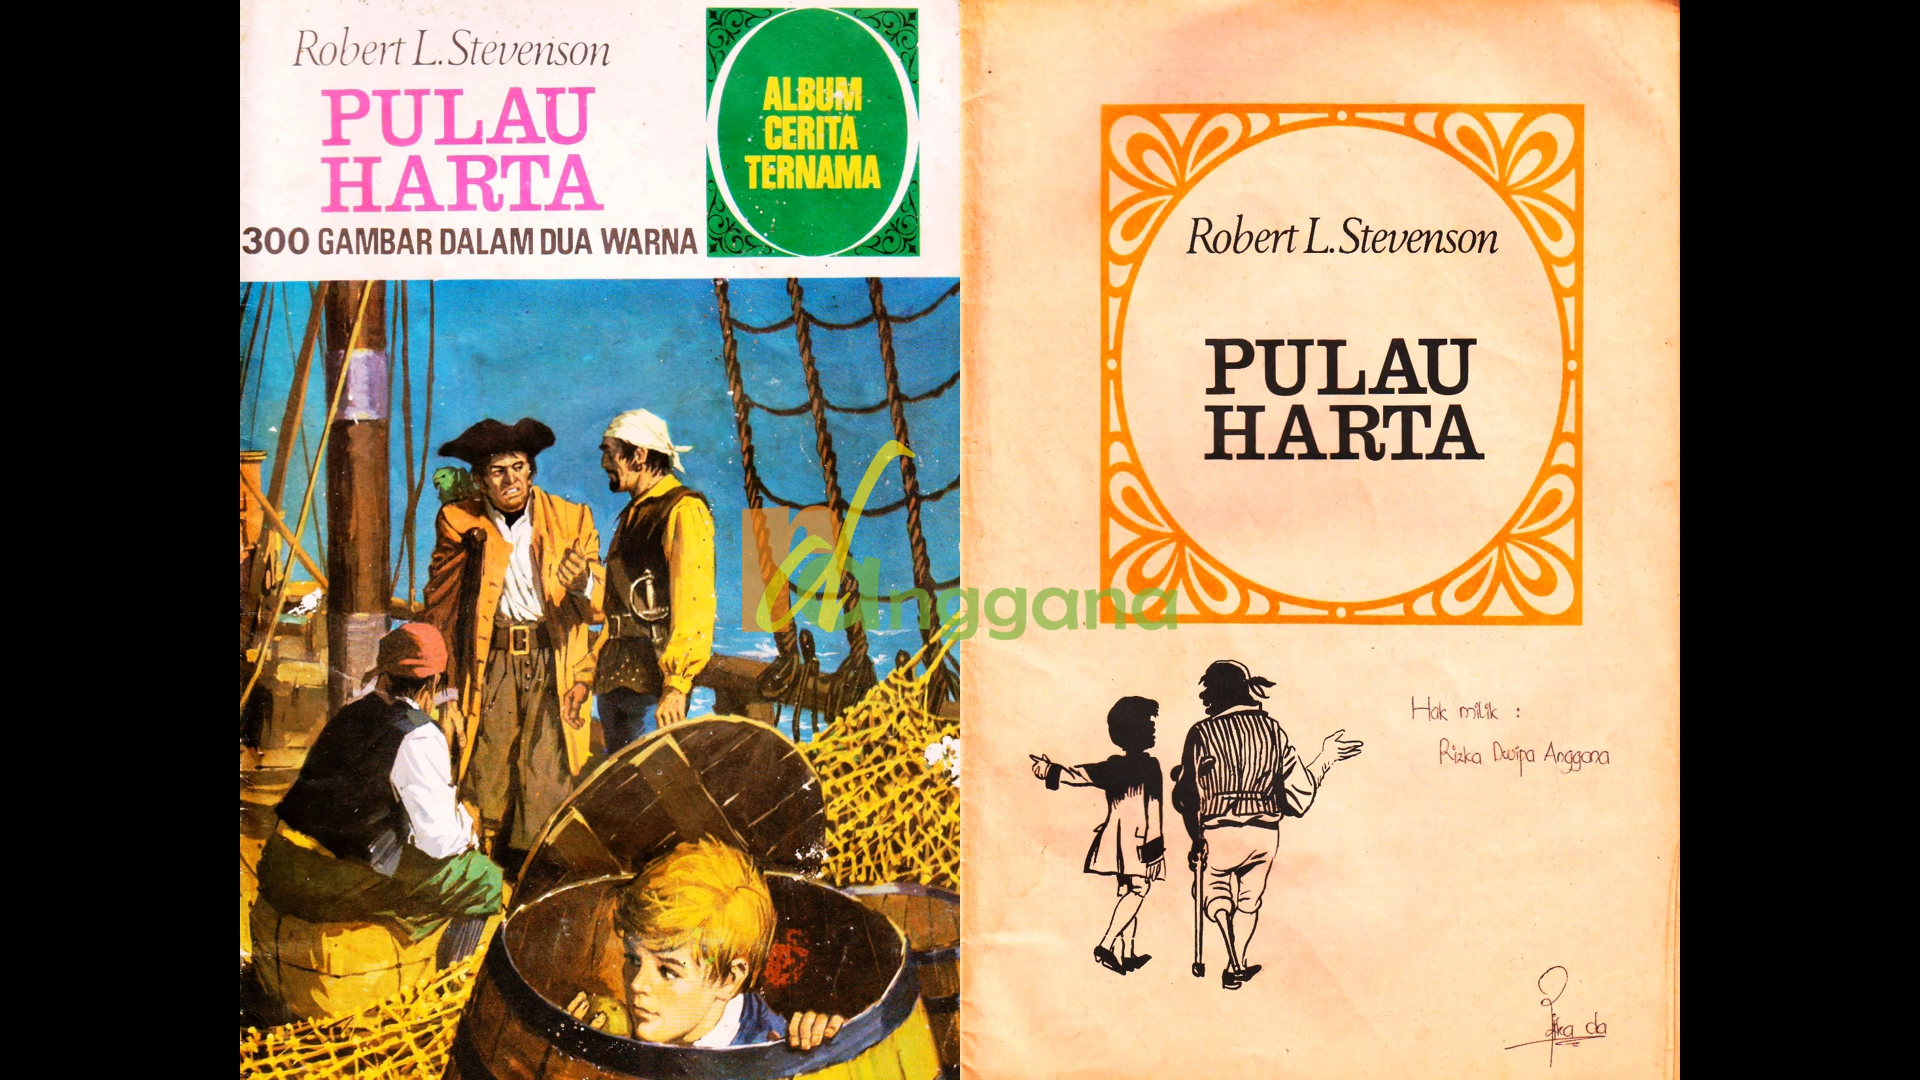 Robert L. Stevenson
PULAU
HARTA
300 GAMBAR DALAM DUA WARNA
ALBUM
CERITA
TERNAMA
Robert L. Stevenson
PULAU
HARTA
Hak milik :
Rizka Dwipa Anggana